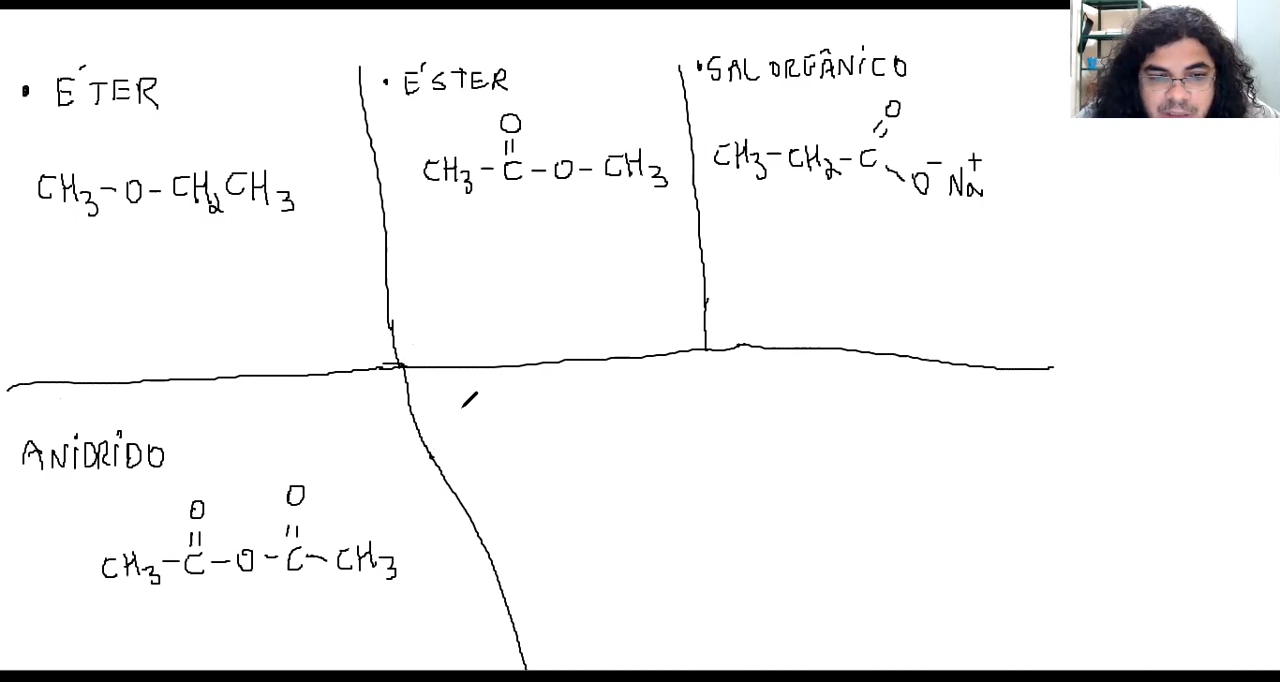 • ÉTER
CH3-O-CH2CH3
• ÉSTER
O
||
CH3-C-O-CH3
• SAL ORGÂNICO
O
//
CH3-CH2-C
\
O⁻ Na⁺
ANIDRIDO
O O
|| ||
CH3-C-O-C-CH3